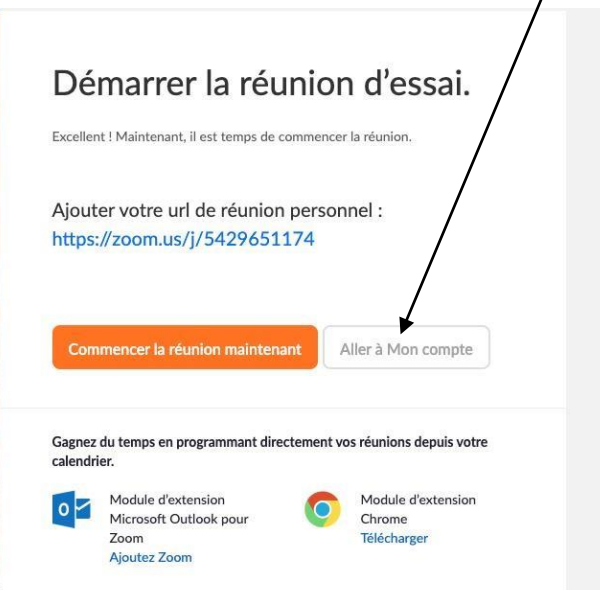 Démarrer la réunion d’essai.
Excellent ! Maintenant, il est temps de commencer la réunion.
Ajouter votre url de réunion personnel :
https://zoom.us/j/5429651174
Commencer la réunion maintenant
Aller à Mon compte
Gagnez du temps en programmant directement vos réunions depuis votre
calendrier.
Module d’extension
Microsoft Outlook pour
Zoom
Ajoutez Zoom
Module d’extension
Chrome
Télécharger